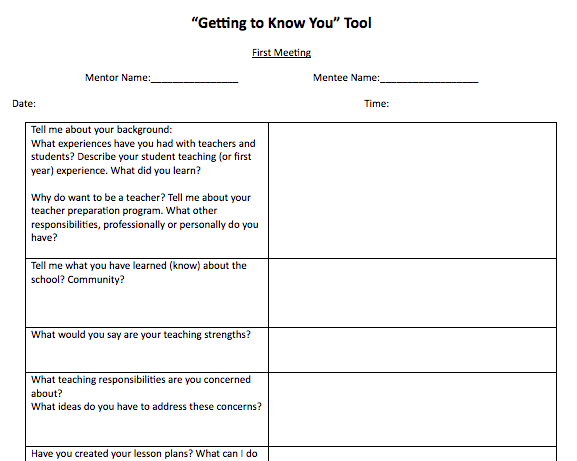 “Getting to Know You” Tool
First Meeting
Mentor Name:________________ Mentee Name:__________________
Date: Time:
Tell me about your background:
What experiences have you had with teachers and
students? Describe your student teaching (or first
year) experience. What did you learn?
Why do want to be a teacher? Tell me about your
teacher preparation program. What other
responsibilities, professionally or personally do you
have?
Tell me what you have learned (know) about the
school? Community?
What would you say are your teaching strengths?
What teaching responsibilities are you concerned
about?
What ideas do you have to address these concerns?
Have you created your lesson plans? What can I do